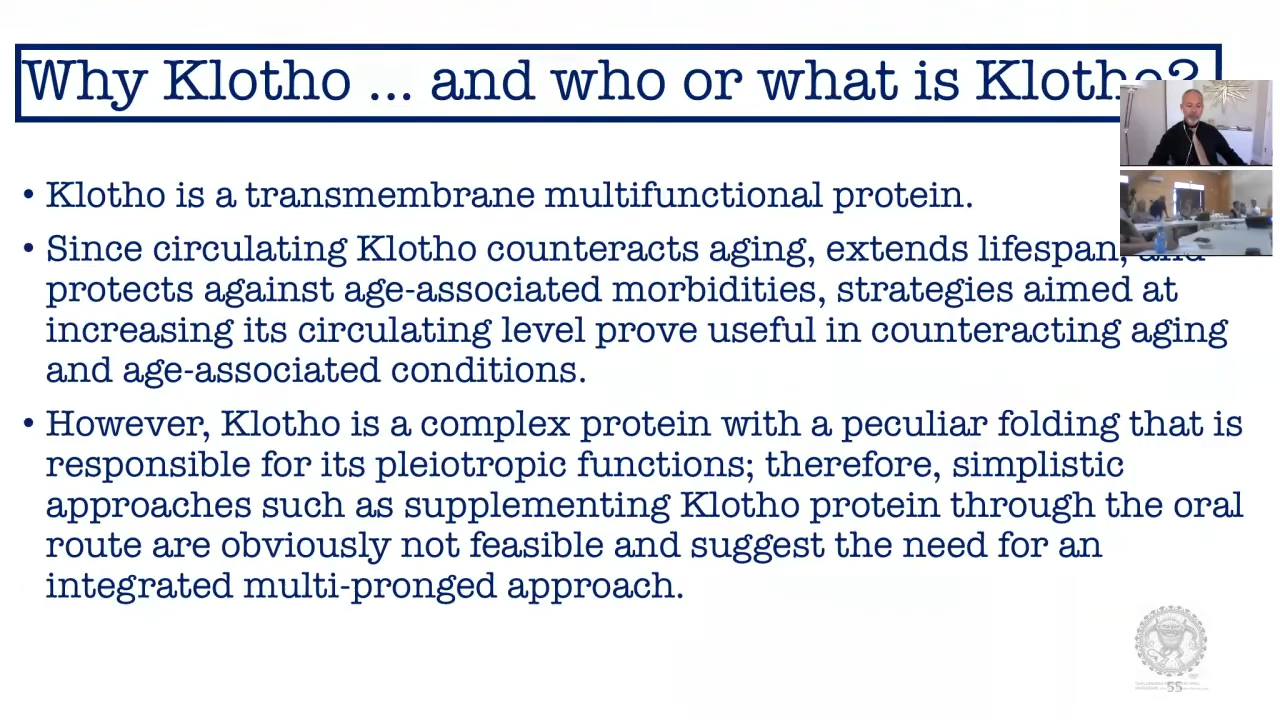 Why Klotho ... and who or what is Klotho?
• Klotho is a transmembrane multifunctional protein.
• Since circulating Klotho counteracts aging, extends lifespan, and
protects against age-associated morbidities, strategies aimed at
increasing its circulating level prove useful in counteracting aging
and age-associated conditions.
• However, Klotho is a complex protein with a peculiar folding that is
responsible for its pleiotropic functions; therefore, simplistic
approaches such as supplementing Klotho protein through the oral
route are obviously not feasible and suggest the need for an
integrated multi-pronged approach.
55